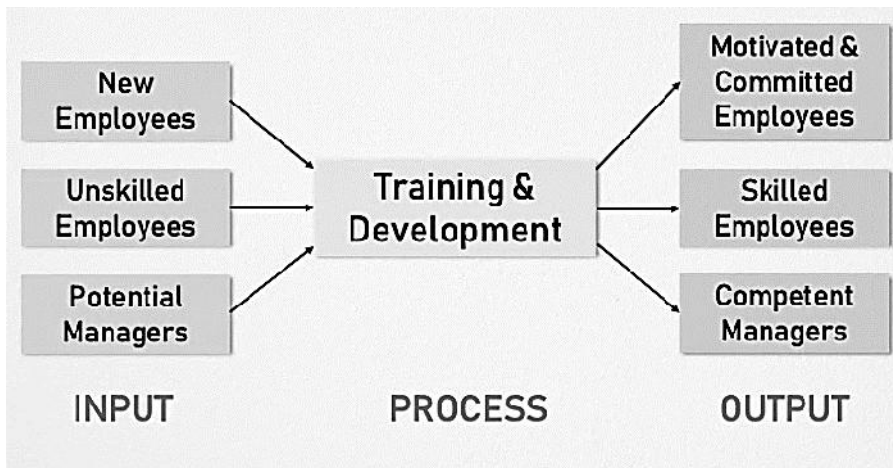 New
Employees
Unskilled
Employees
Potential
Managers
Training &
Development
Motivated &
Committed
Employees
Skilled
Employees
Competent
Managers
INPUT
PROCESS
OUTPUT